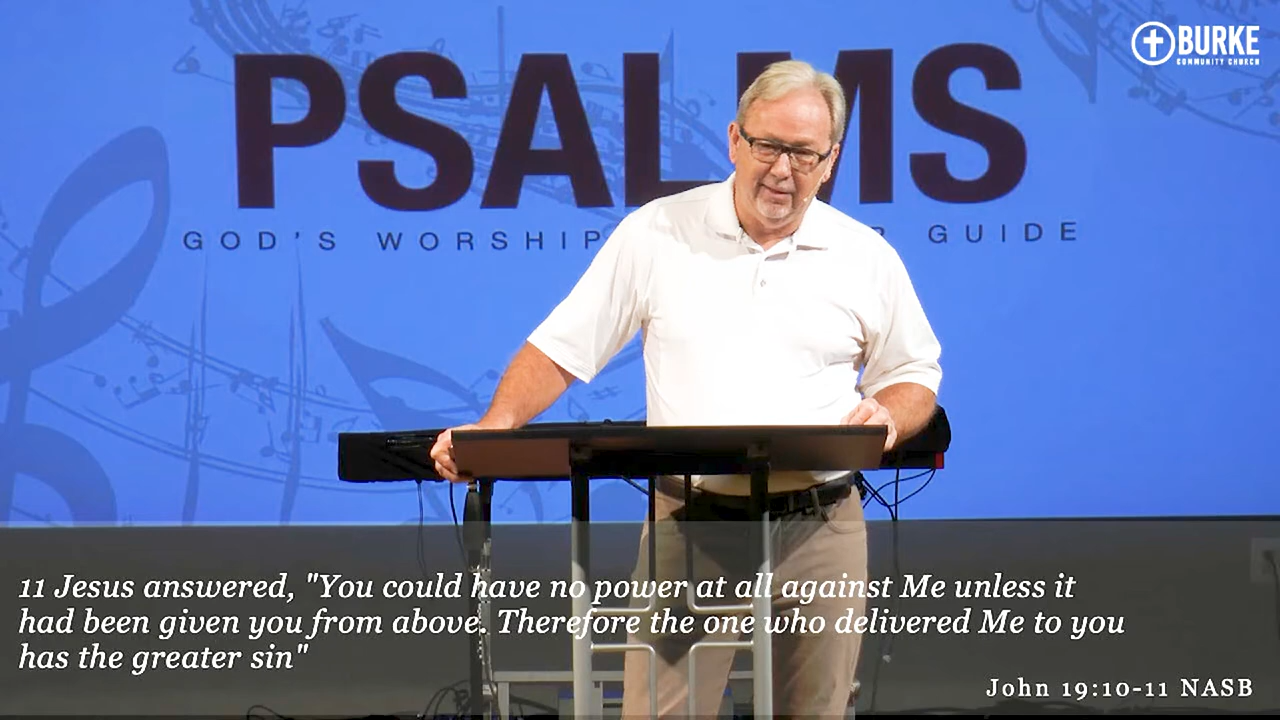 PSALMS
BURKE
COMMUNITY CHURCH
GOD'S WORSHIP GUIDE
11 Jesus answered, "You could have no power at all against Me unless it
had been given you from above. Therefore the one who delivered Me to you
has the greater sin"
John 19:10-11 NASB